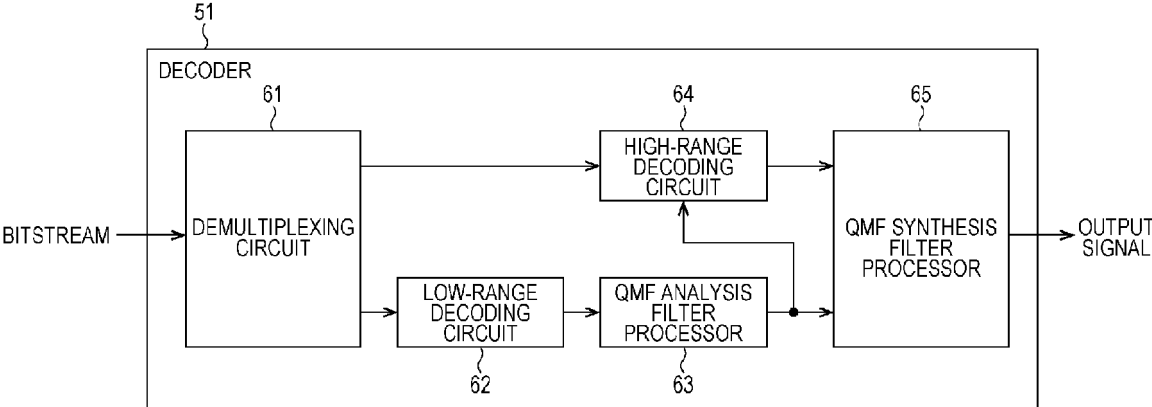 51
DECODER
61
64
65
HIGH-RANGE
DECODING
CIRCUIT
BITSTREAM
DEMULTIPLEXING
CIRCUIT
QMF SYNTHESIS
FILTER
PROCESSOR
OUTPUT
SIGNAL
LOW-RANGE
DECODING
CIRCUIT
QMF ANALYSIS
FILTER
PROCESSOR
62
63